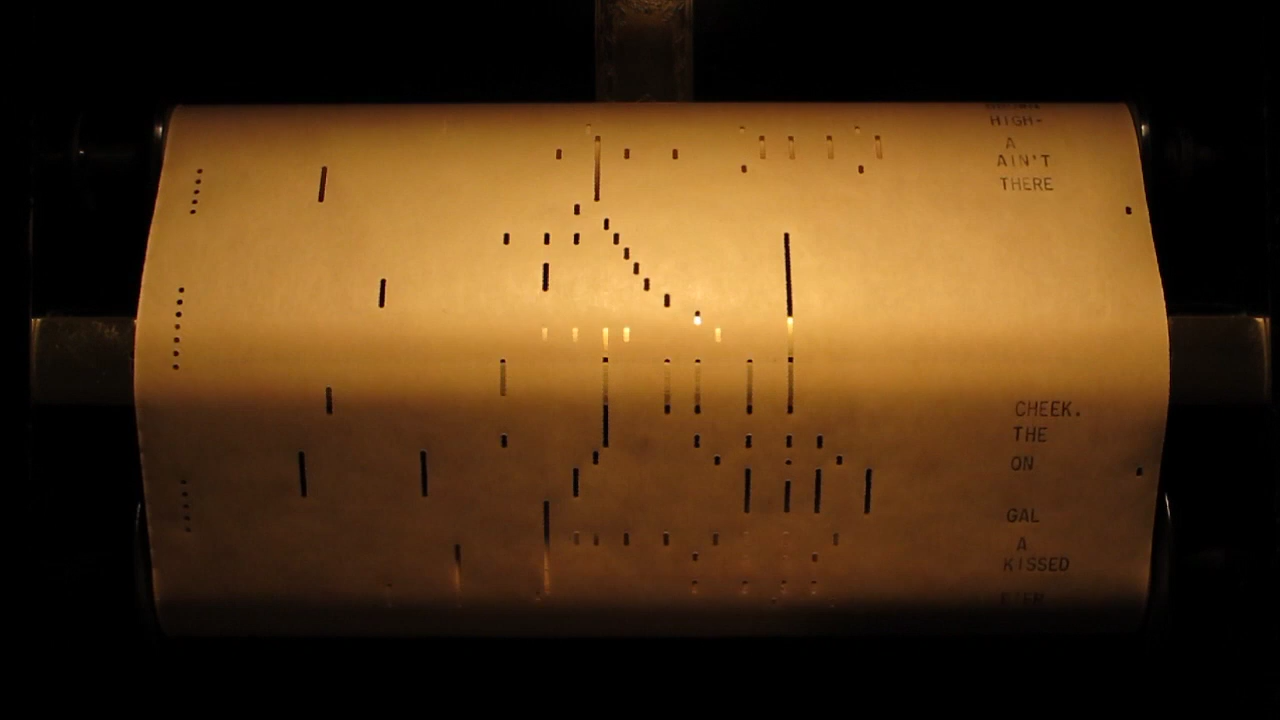 HIGH-
A
AIN'T
THERE
CHEEK.
THE
ON
GAL
A
KISSED